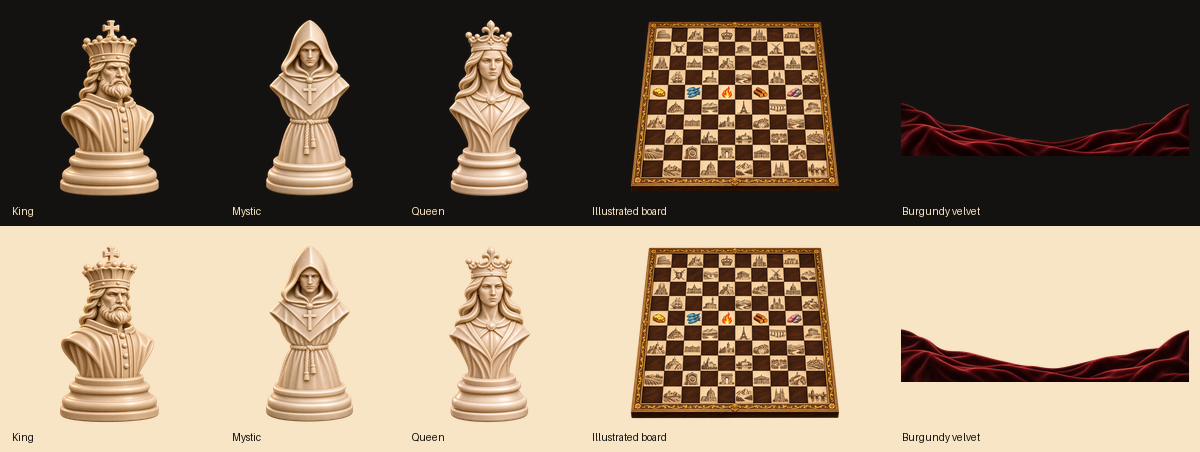 King
Mystic
Queen
Illustrated board
Burgundy velvet
King
Mystic
Queen
Illustrated board
Burgundy velvet